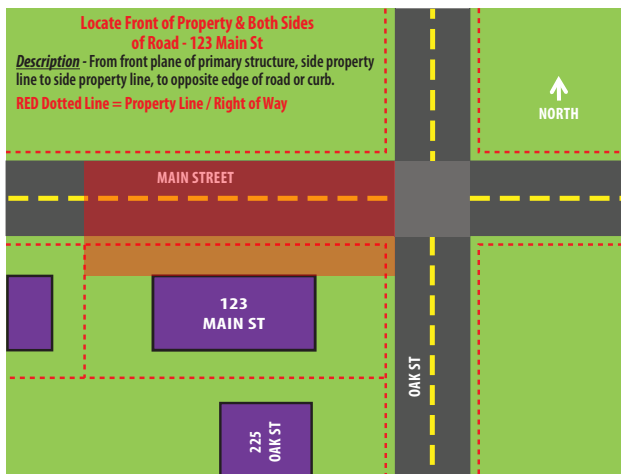 Locate Front of Property & Both Sides
of Road - 123 Main St
Description - From front plane of primary structure, side property
line to side property line, to opposite edge of road or curb.
RED Dotted Line = Property Line / Right of Way
NORTH
MAIN STREET
123
MAIN ST
OAK ST
225
OAK ST